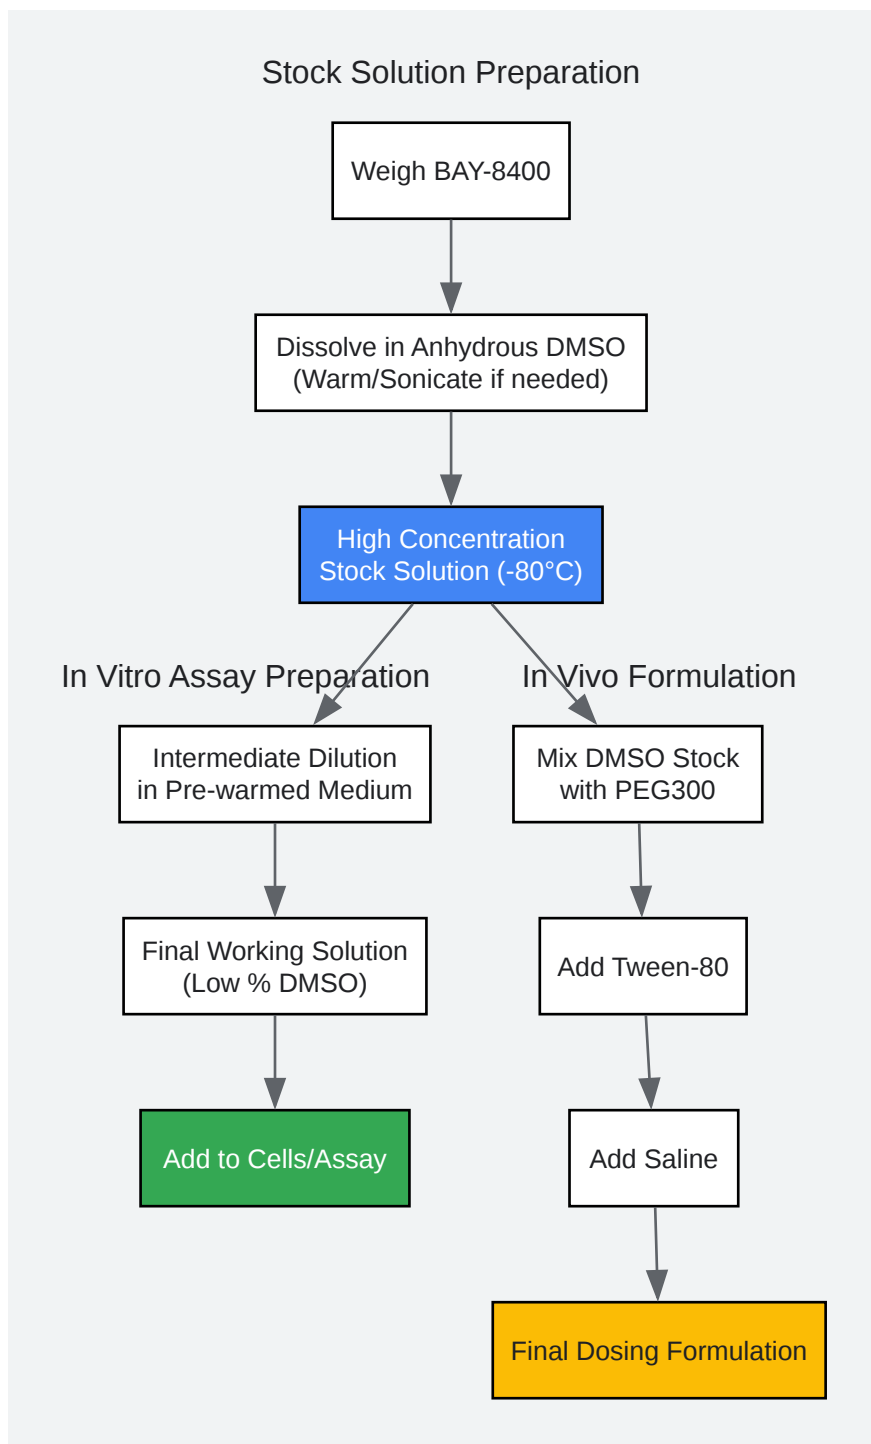 Stock Solution Preparation
Weigh BAY-8400
Dissolve in Anhydrous DMSO
(Warm/Sonicate if needed)
High Concentration
Stock Solution (-80°C)
In Vitro Assay Preparation
Intermediate Dilution
in Pre-warmed Medium
Final Working Solution
(Low % DMSO)
Add to Cells/Assay
In Vivo Formulation
Mix DMSO Stock
with PEG300
Add Tween-80
Add Saline
Final Dosing Formulation